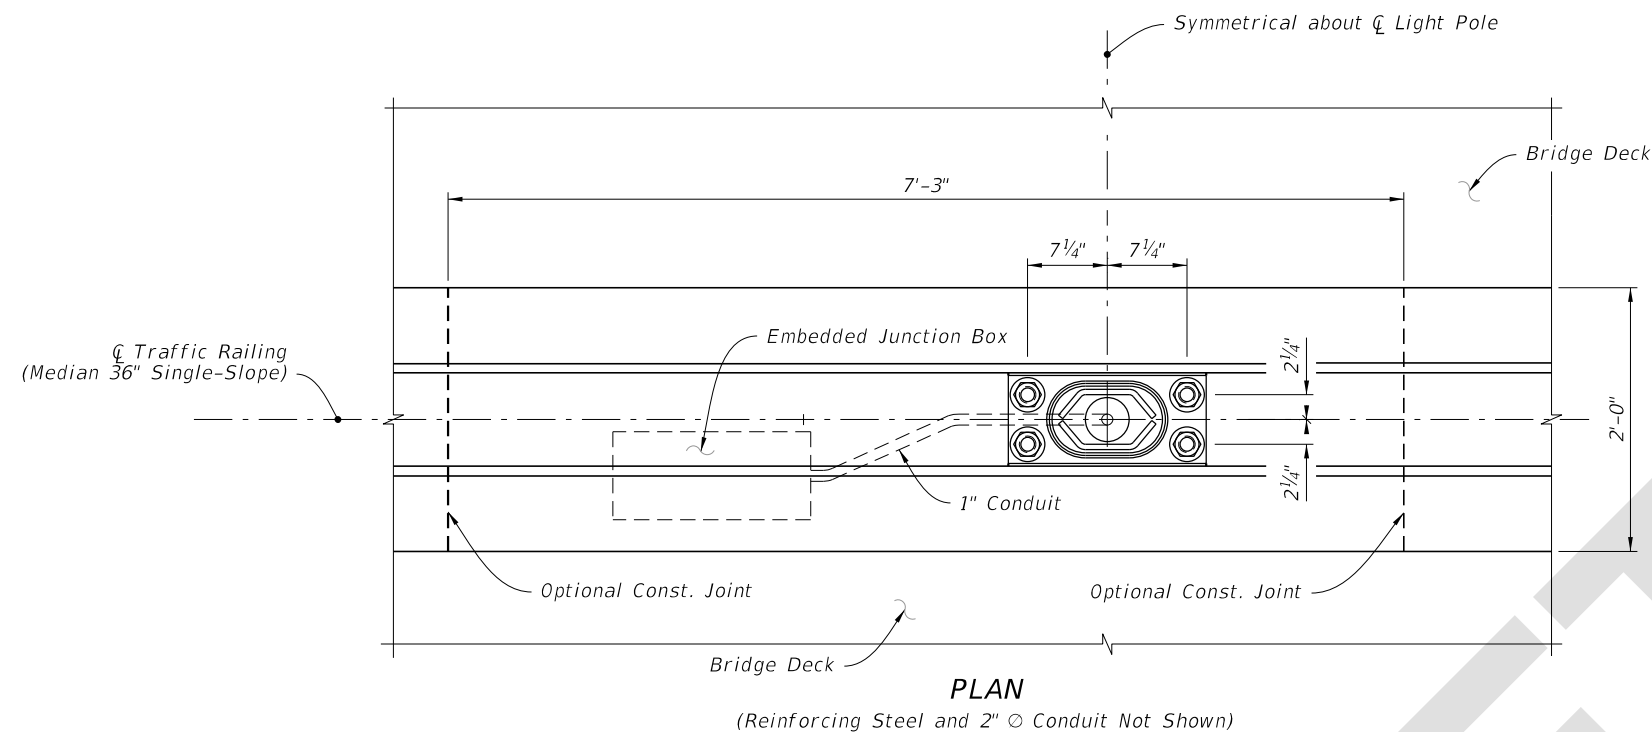 Symmetrical about ℄ Light Pole
Bridge Deck
7'-3"
7¼"
7¼"
Embedded Junction Box
℄ Traffic Railing
(Median 36" Single-Slope)
2¼"
2'-0"
2¼"
1" Conduit
Optional Const. Joint
Optional Const. Joint
Bridge Deck
PLAN
(Reinforcing Steel and 2" ∅ Conduit Not Shown)